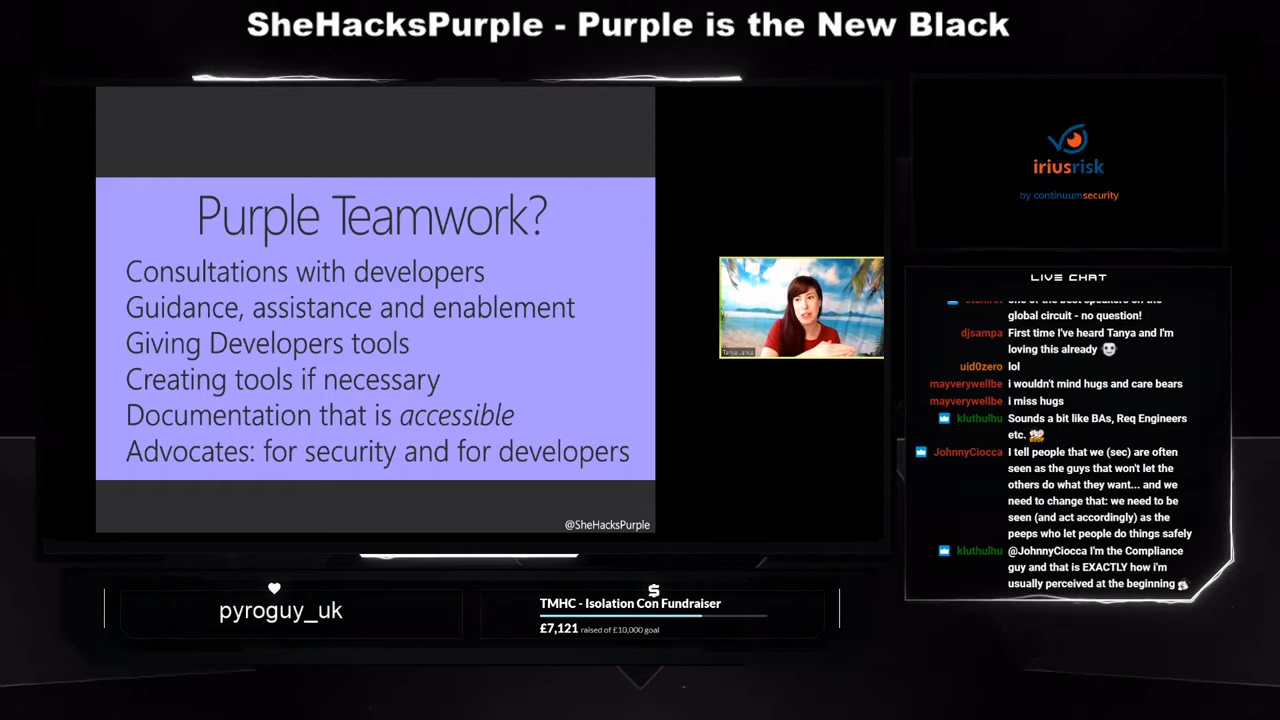 SheHacksPurple - Purple is the New Black
Purple Teamwork?
Consultations with developers
Guidance, assistance and enablement
Giving Developers tools
Creating tools if necessary
Documentation that is accessible
Advocates: for security and for developers
@SheHacksPurple
iriusrisk
by continuumsecurity
LIVE CHAT
global circuit - no question!
djsampa First time I've heard Tanya and I'm
loving this already
uid0zero lol
mayverywellbe i wouldn't mind hugs and care bears
mayverywellbe i miss hugs
kluthulhu Sounds a bit like BAs, Req Engineers
etc.
JohnnyCiocca I tell people that we (sec) are often
seen as the guys that won't let the
others do what they want... and we
need to change that: we need to be
seen (and act accordingly) as the
peeps who let people do things safely
kluthulhu @JohnnyCiocca I'm the Compliance
guy and that is EXACTLY how i'm
usually perceived at the beginning
pyroguy_uk
$
TMHC - Isolation Con Fundraiser
£7,121 raised of £10,000 goal